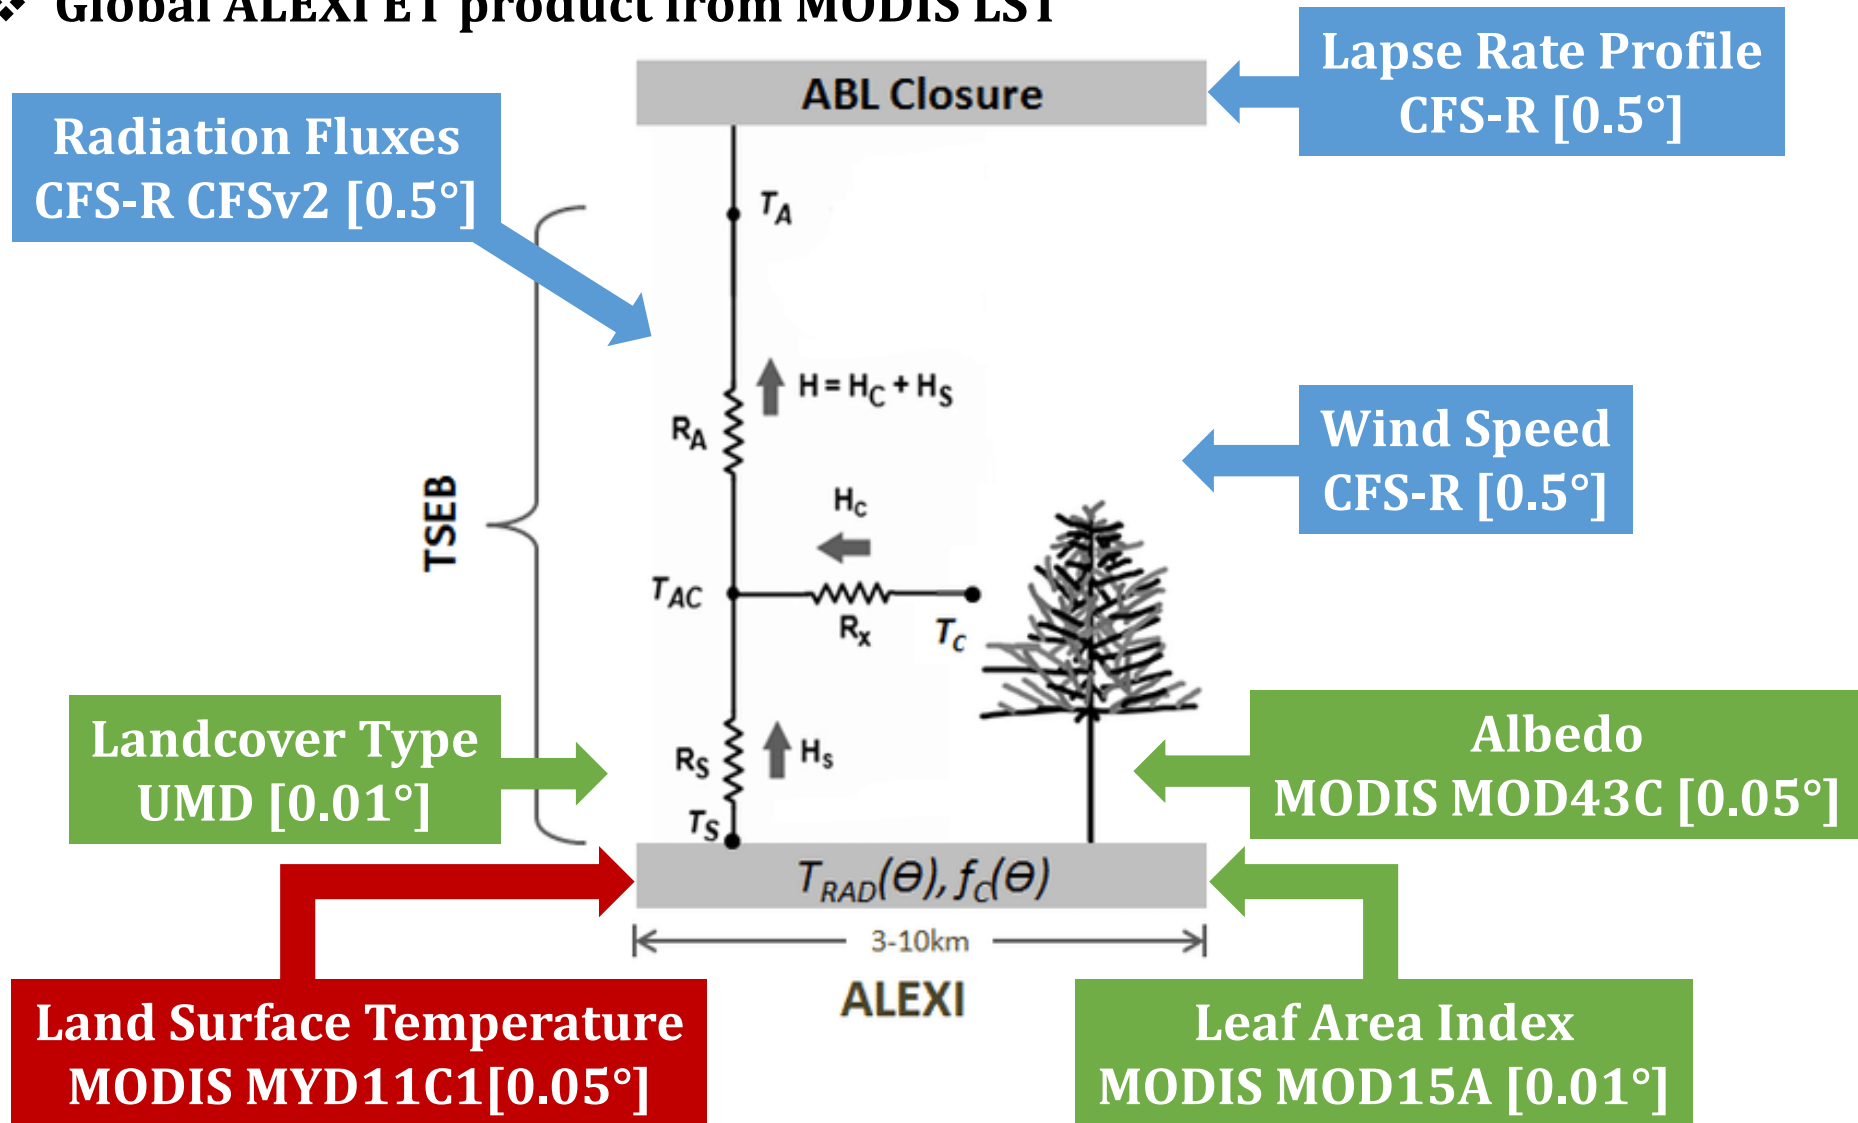 ❖ Global ALEXI ET product from MODIS LST
Lapse Rate Profile
CFS-R [0.5°]
ABL Closure
Radiation Fluxes
CFS-R CFSv2 [0.5°]
TA
H = HC + HS
RA
Wind Speed
CFS-R [0.5°]
TSEB
Hc
TAC
Rx
TC
Landcover Type
UMD [0.01°]
RS
Hs
TS
Albedo
MODIS MOD43C [0.05°]
TRAD(Θ), fC(Θ)
3-10km
ALEXI
Land Surface Temperature
MODIS MYD11C1[0.05°]
Leaf Area Index
MODIS MOD15A [0.01°]